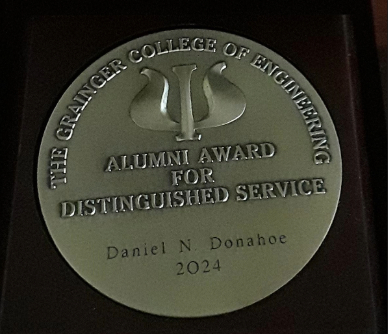 THE GRAINGER COLLEGE OF ENGINEERING
ALUMNI AWARD
FOR
DISTINGUISHED SERVICE
Daniel N. Donahoe
2024